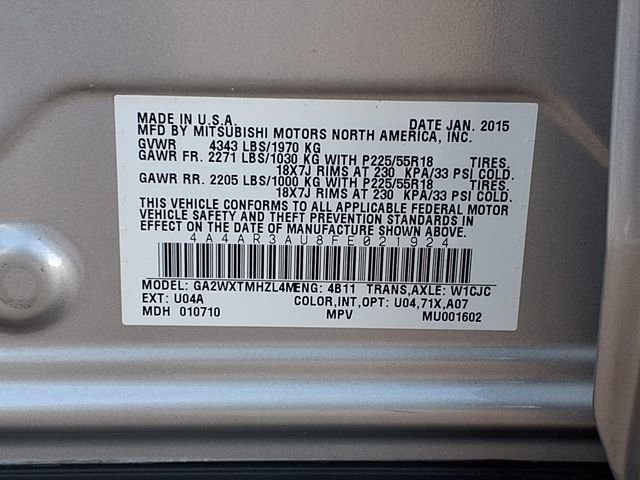 MADE IN U.S.A. DATE JAN. 2015
MFD BY MITSUBISHI MOTORS NORTH AMERICA, INC.
GVWR 4343 LBS/1970 KG
GAWR FR. 2271 LBS/1030 KG WITH P225/55R18 TIRES.
18X7J RIMS AT 230 KPA/33 PSI COLD.
GAWR RR. 2205 LBS/1000 KG WITH P225/55R18 TIRES.
18X7J RIMS AT 230 KPA/33 PSI COLD.
THIS VEHICLE CONFORMS TO ALL APPLICABLE FEDERAL MOTOR
VEHICLE SAFETY AND THEFT PREVENTION STANDARDS IN
EFFECT ON THE DATE OF MANUFACTURE SHOWN ABOVE.
4A4AR3AU8FE021924
MODEL: GA2WXTMHZL4M ENG: 4B11 TRANS,AXLE: W1CJC
EXT: U04A COLOR,INT,OPT: U04,71X,A07
MDH 010710 MPV MU001602